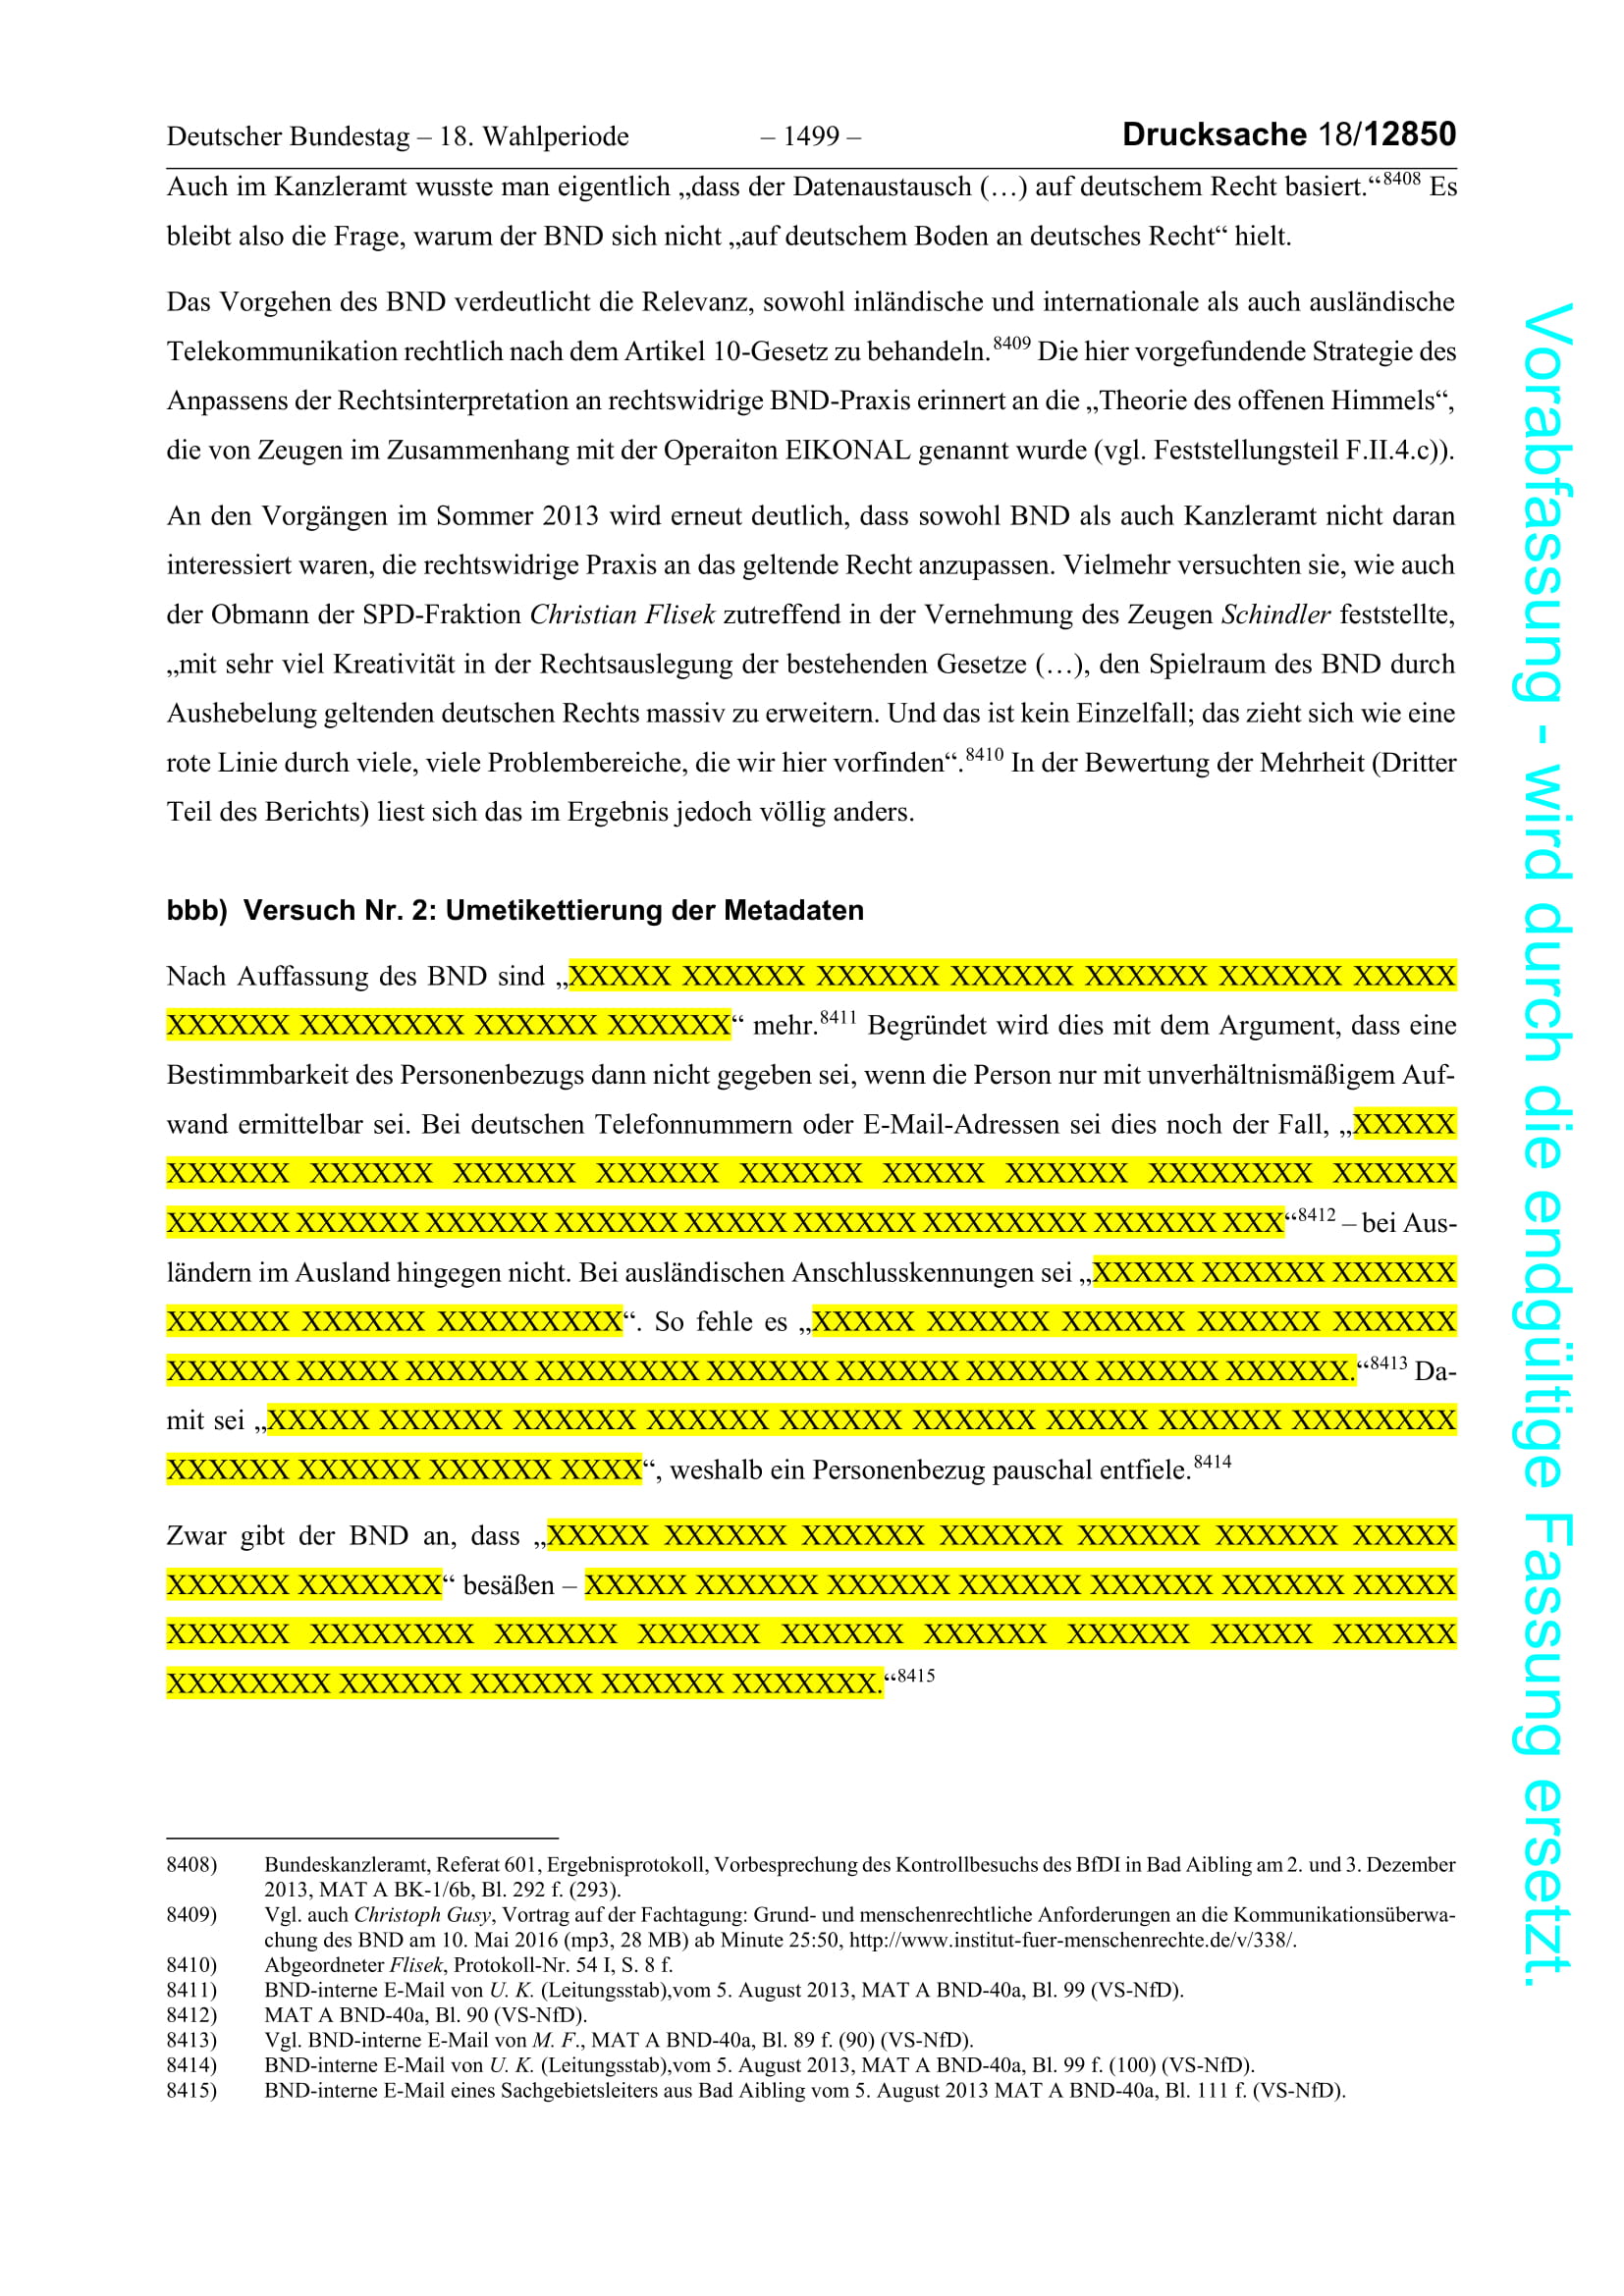 Deutscher Bundestag – 18. Wahlperiode – 1499 – Drucksache 18/12850
Auch im Kanzleramt wusste man eigentlich „dass der Datenaustausch (…) auf deutschem Recht basiert.“8408 Es
bleibt also die Frage, warum der BND sich nicht „auf deutschem Boden an deutsches Recht“ hielt.
Das Vorgehen des BND verdeutlicht die Relevanz, sowohl inländische und internationale als auch ausländische
Telekommunikation rechtlich nach dem Artikel 10-Gesetz zu behandeln.8409 Die hier vorgefundende Strategie des
Anpassens der Rechtsinterpretation an rechtswidrige BND-Praxis erinnert an die „Theorie des offenen Himmels“,
die von Zeugen im Zusammenhang mit der Operaiton EIKONAL genannt wurde (vgl. Feststellungsteil F.II.4.c)).
An den Vorgängen im Sommer 2013 wird erneut deutlich, dass sowohl BND als auch Kanzleramt nicht daran
interessiert waren, die rechtswidrige Praxis an das geltende Recht anzupassen. Vielmehr versuchten sie, wie auch
der Obmann der SPD-Fraktion Christian Flisek zutreffend in der Vernehmung des Zeugen Schindler feststellte,
„mit sehr viel Kreativität in der Rechtsauslegung der bestehenden Gesetze (…), den Spielraum des BND durch
Aushebelung geltenden deutschen Rechts massiv zu erweitern. Und das ist kein Einzelfall; das zieht sich wie eine
rote Linie durch viele, viele Problembereiche, die wir hier vorfinden“.8410 In der Bewertung der Mehrheit (Dritter
Teil des Berichts) liest sich das im Ergebnis jedoch völlig anders.
bbb) Versuch Nr. 2: Umetikettierung der Metadaten
Nach Auffassung des BND sind „XXXXX XXXXXX XXXXXX XXXXXX XXXXXX XXXXXX XXXXX
XXXXXX XXXXXXXX XXXXXX XXXXXX“ mehr.8411 Begründet wird dies mit dem Argument, dass eine
Bestimmbarkeit des Personenbezugs dann nicht gegeben sei, wenn die Person nur mit unverhältnismäßigem Auf-
wand ermittelbar sei. Bei deutschen Telefonnummern oder E-Mail-Adressen sei dies noch der Fall, „XXXXX
XXXXXX XXXXXX XXXXXX XXXXXX XXXXXX XXXXX XXXXXX XXXXXXXX XXXXXX
XXXXXX XXXXXX XXXXXX XXXXXX XXXXX XXXXXX XXXXXXXX XXXXXX XXX“8412 – bei Aus-
ländern im Ausland hingegen nicht. Bei ausländischen Anschlusskennungen sei „XXXXX XXXXXX XXXXXX
XXXXXX XXXXXX XXXXXXXXX“. So fehle es „XXXXX XXXXXX XXXXXX XXXXXX XXXXXX
XXXXXX XXXXX XXXXXX XXXXXXXX XXXXXX XXXXXX XXXXXX XXXXXX XXXXXX.“8413 Da-
mit sei „XXXXX XXXXXX XXXXXX XXXXXX XXXXXX XXXXXX XXXXX XXXXXX XXXXXXXX
XXXXXX XXXXXX XXXXXX XXXX“, weshalb ein Personenbezug pauschal entfiele.8414
Zwar gibt der BND an, dass „XXXXX XXXXXX XXXXXX XXXXXX XXXXXX XXXXXX XXXXX
XXXXXX XXXXXXX“ besäßen – XXXXX XXXXXX XXXXXX XXXXXX XXXXXX XXXXXX XXXXX
XXXXXX XXXXXXXX XXXXXX XXXXXX XXXXXX XXXXXX XXXXXX XXXXX XXXXXX
XXXXXXXX XXXXXX XXXXXX XXXXXX XXXXXXX.“8415
8408) Bundeskanzleramt, Referat 601, Ergebnisprotokoll, Vorbesprechung des Kontrollbesuchs des BfDI in Bad Aibling am 2. und 3. Dezember
2013, MAT A BK-1/6b, Bl. 292 f. (293).
8409) Vgl. auch Christoph Gusy, Vortrag auf der Fachtagung: Grund- und menschenrechtliche Anforderungen an die Kommunikationsüberwa-
chung des BND am 10. Mai 2016 (mp3, 28 MB) ab Minute 25:50, http://www.institut-fuer-menschenrechte.de/v/338/.
8410) Abgeordneter Flisek, Protokoll-Nr. 54 I, S. 8 f.
8411) BND-interne E-Mail von U. K. (Leitungsstab),vom 5. August 2013, MAT A BND-40a, Bl. 99 (VS-NfD).
8412) MAT A BND-40a, Bl. 90 (VS-NfD).
8413) Vgl. BND-interne E-Mail von M. F., MAT A BND-40a, Bl. 89 f. (90) (VS-NfD).
8414) BND-interne E-Mail von U. K. (Leitungsstab),vom 5. August 2013, MAT A BND-40a, Bl. 99 f. (100) (VS-NfD).
8415) BND-interne E-Mail eines Sachgebietsleiters aus Bad Aibling vom 5. August 2013 MAT A BND-40a, Bl. 111 f. (VS-NfD).
Vorabfassung - wird durch die endgültige Fassung ersetzt.